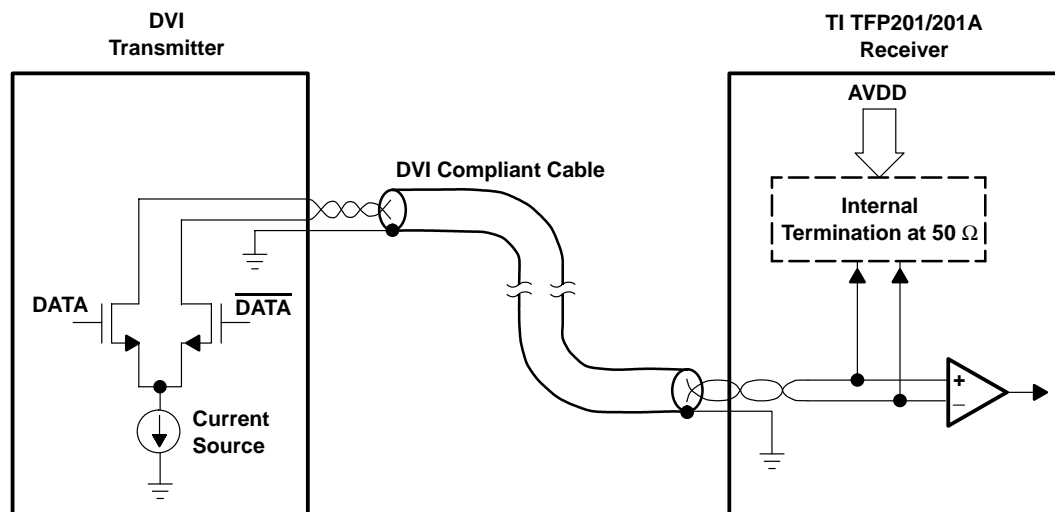 DVI
Transmitter
TI TFP201/201A
Receiver
AVDD
DVI Compliant Cable
Internal
Termination at 50 Ω
DATA
DATA
Current
Source
+
−